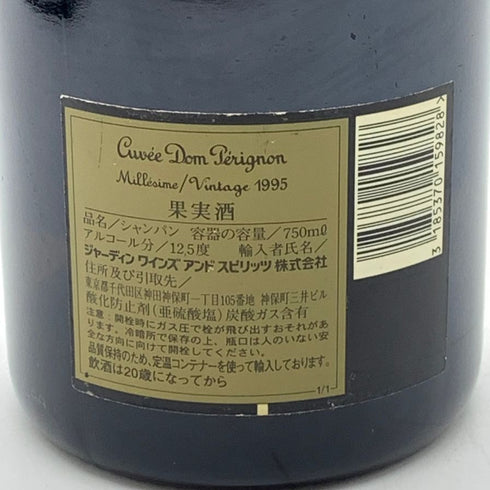 Cuvée Dom Pérignon
Millésime/Vintage 1995
果実酒
品名/シャンパン 容器の容量/750mℓ
アルコール分/12.5度 輸入者氏名/
ジャーディン ワインズ アンド スピリッツ 株式会社
住所及び引取先/
東京都千代田区神田神保町一丁目105番地 神保町三井ビル
酸化防止剤(亜硫酸塩)炭酸ガス含有
注意:開栓時にガス圧で栓が飛び出すおそれがあ
ります。冷暗所で保存の上、瓶口は人のいない安
全な方向に向けて開栓してください。
品質保持のため、定温コンテナーを使って輸入しております。
飲酒は20歳になってから
1/1
3 185370 159828>